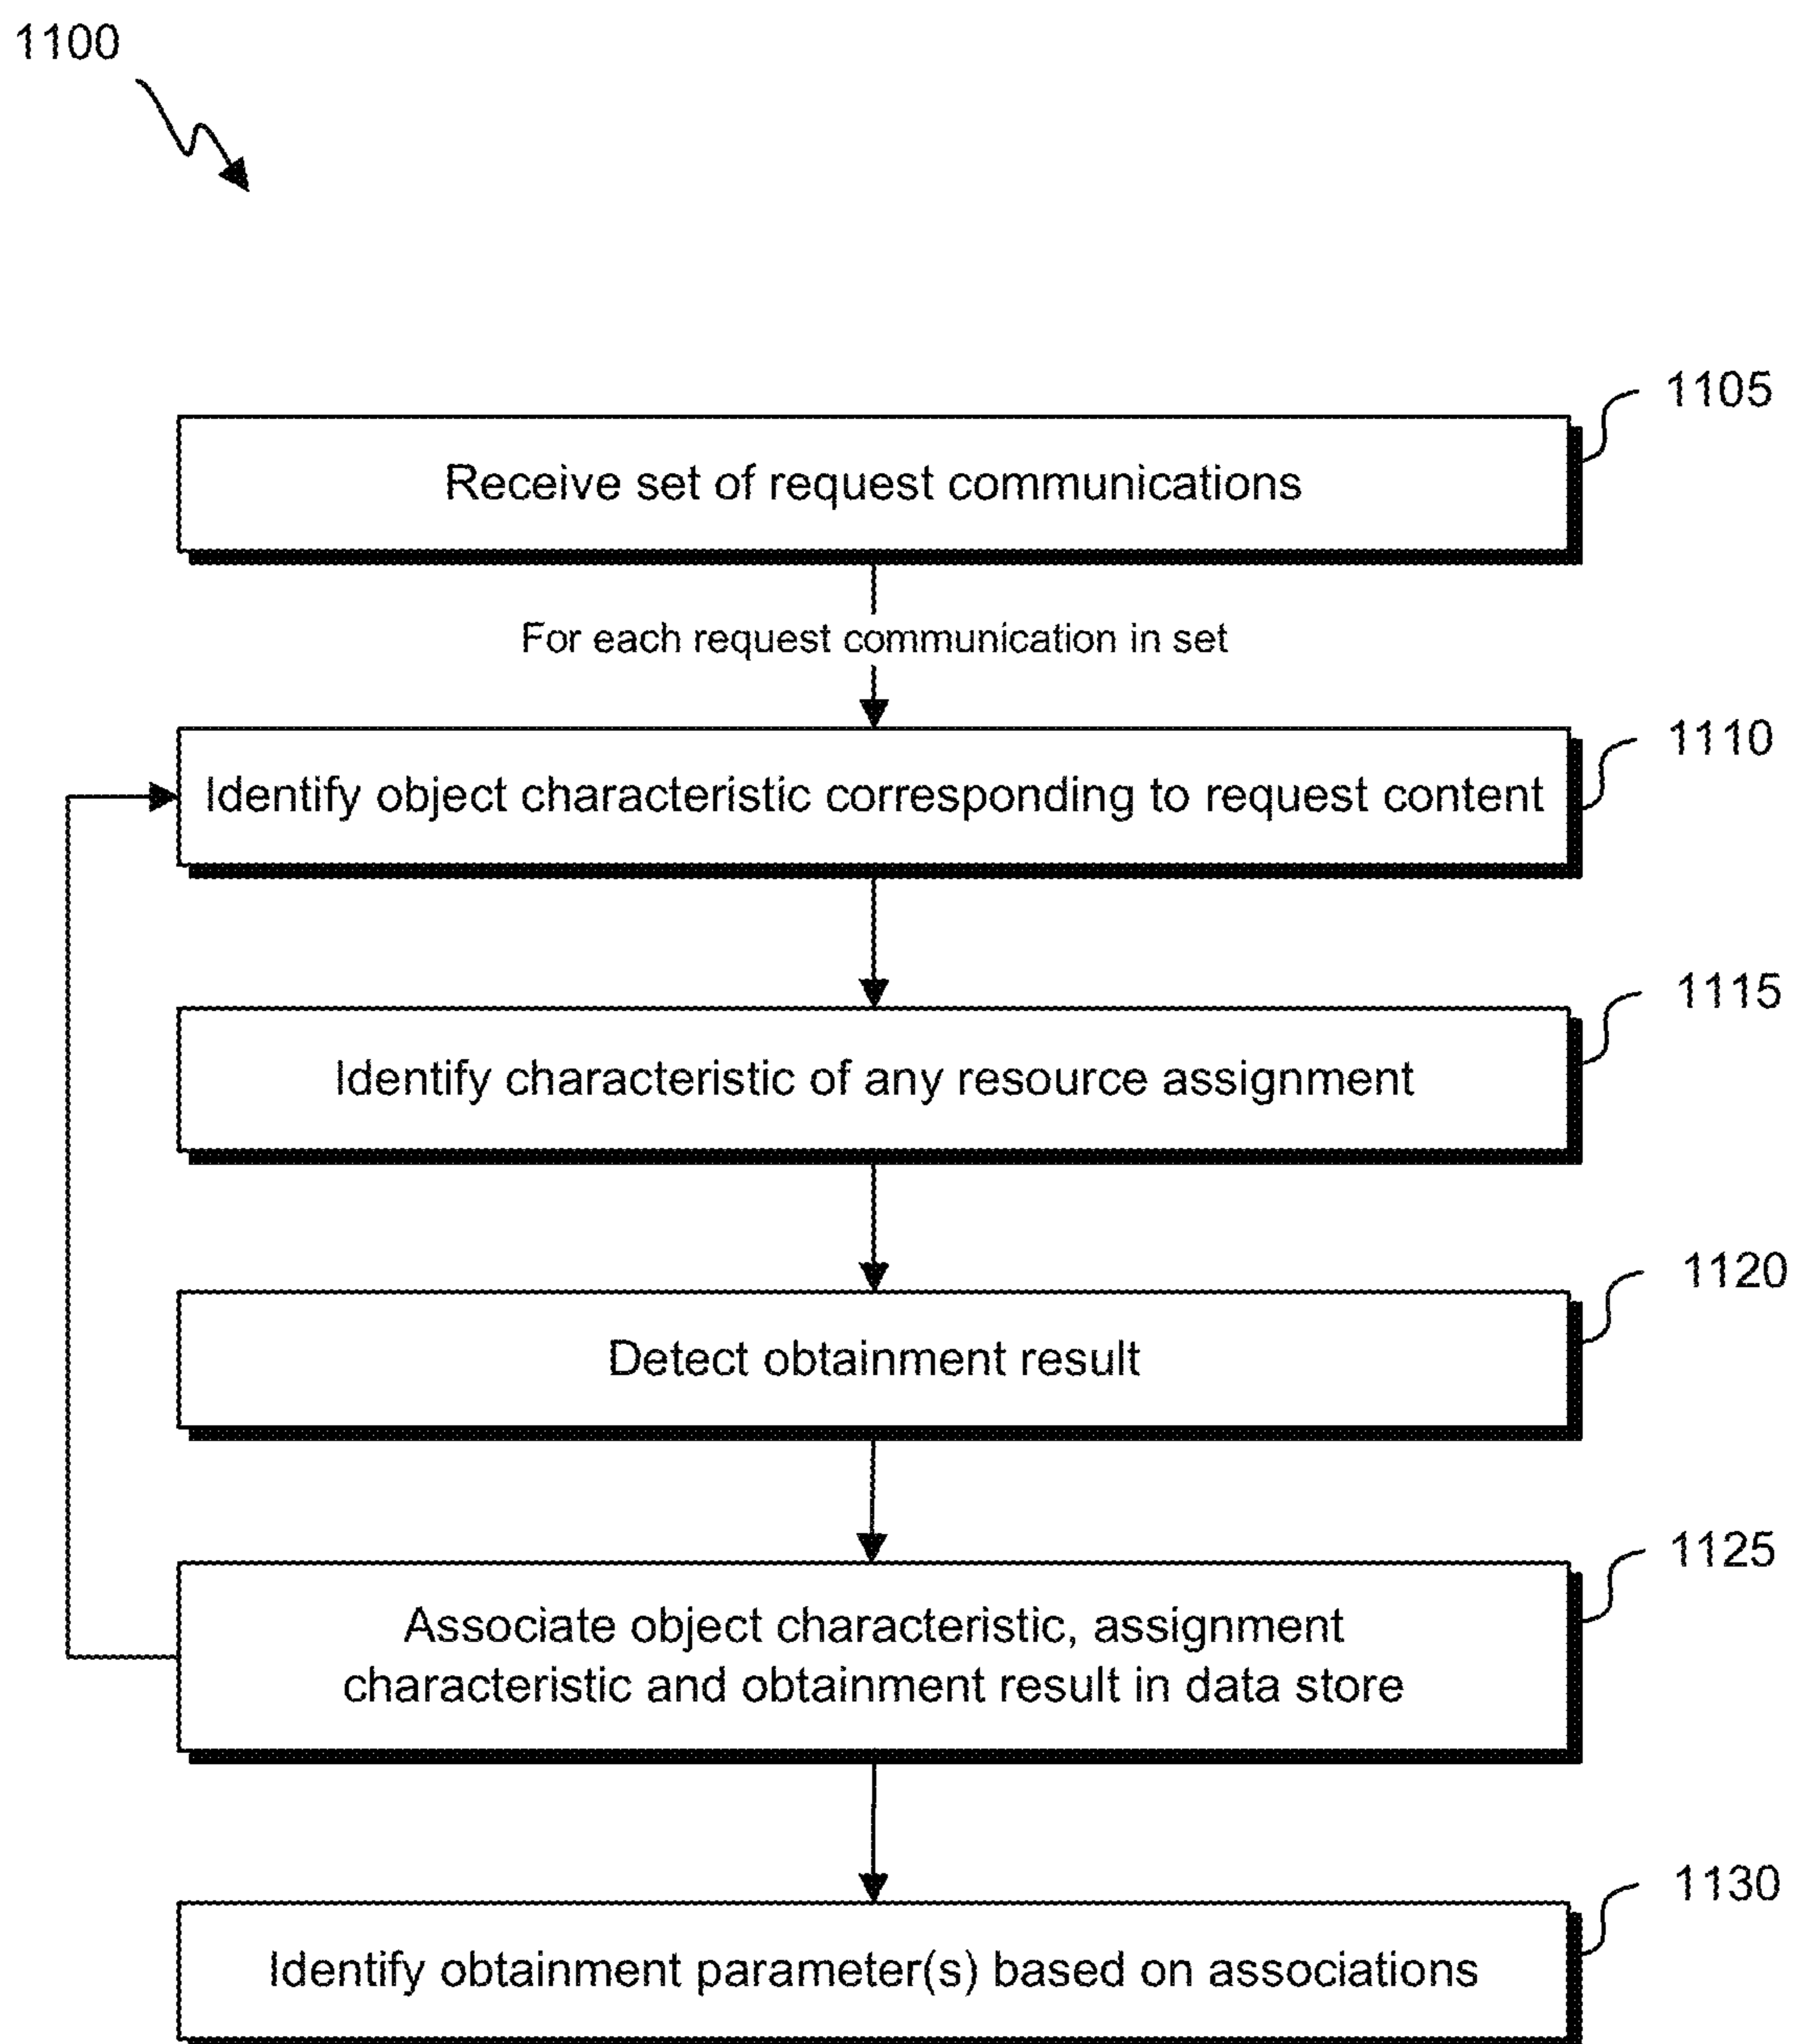 1100
1105
Receive set of request communications
For each request communication in set
1110
Identify object characteristic corresponding to request content
1115
Identify characteristic of any resource assignment
1120
Detect obtainment result
1125
Associate object characteristic, assignment
characteristic and obtainment result in data store
1130
Identify obtainment parameter(s) based on associations